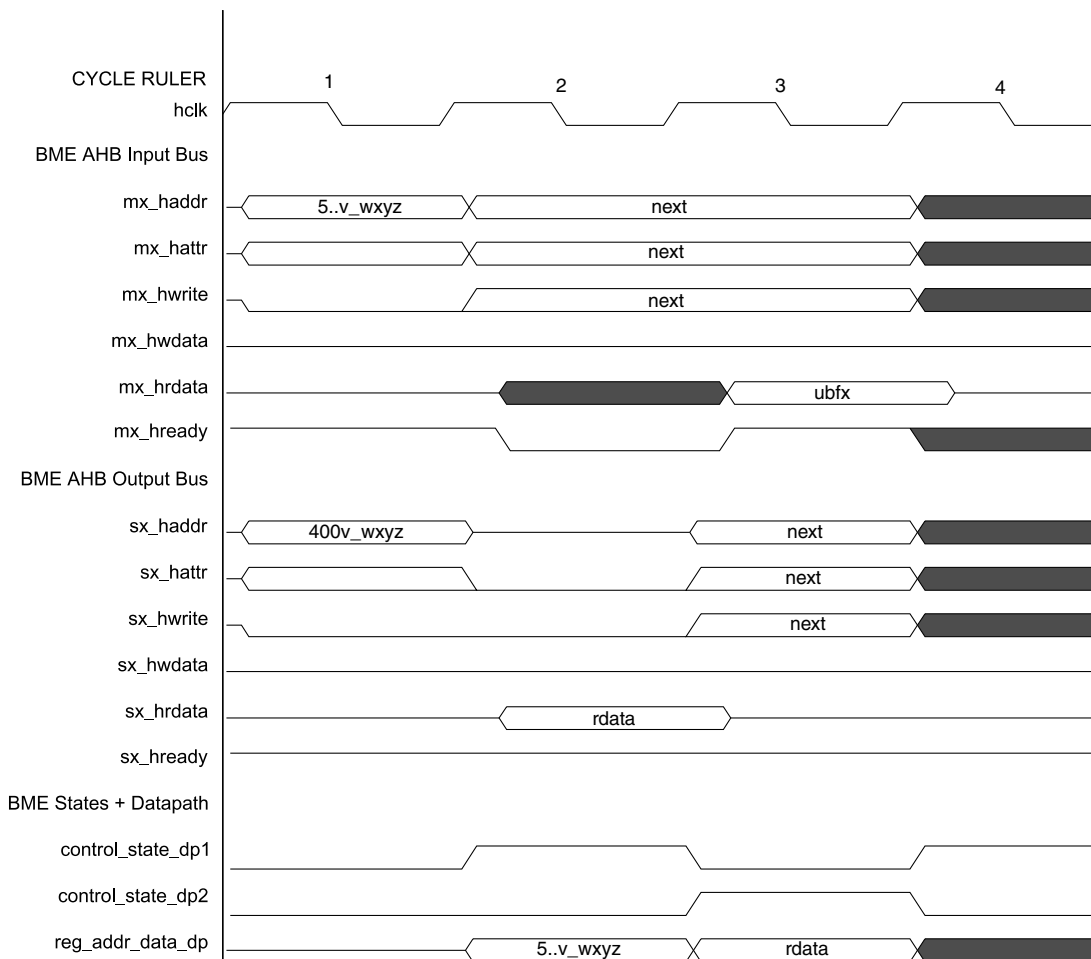 CYCLE RULER 1 2 3 4
hclk
BME AHB Input Bus
mx_haddr 5..v_wxyz next
mx_hattr next
mx_hwrite next
mx_hwdata
mx_hrdata ubfx
mx_hready
BME AHB Output Bus
sx_haddr 400v_wxyz next
sx_hattr next
sx_hwrite next
sx_hwdata
sx_hrdata rdata
sx_hready
BME States + Datapath
control_state_dp1
control_state_dp2
reg_addr_data_dp 5..v_wxyz rdata